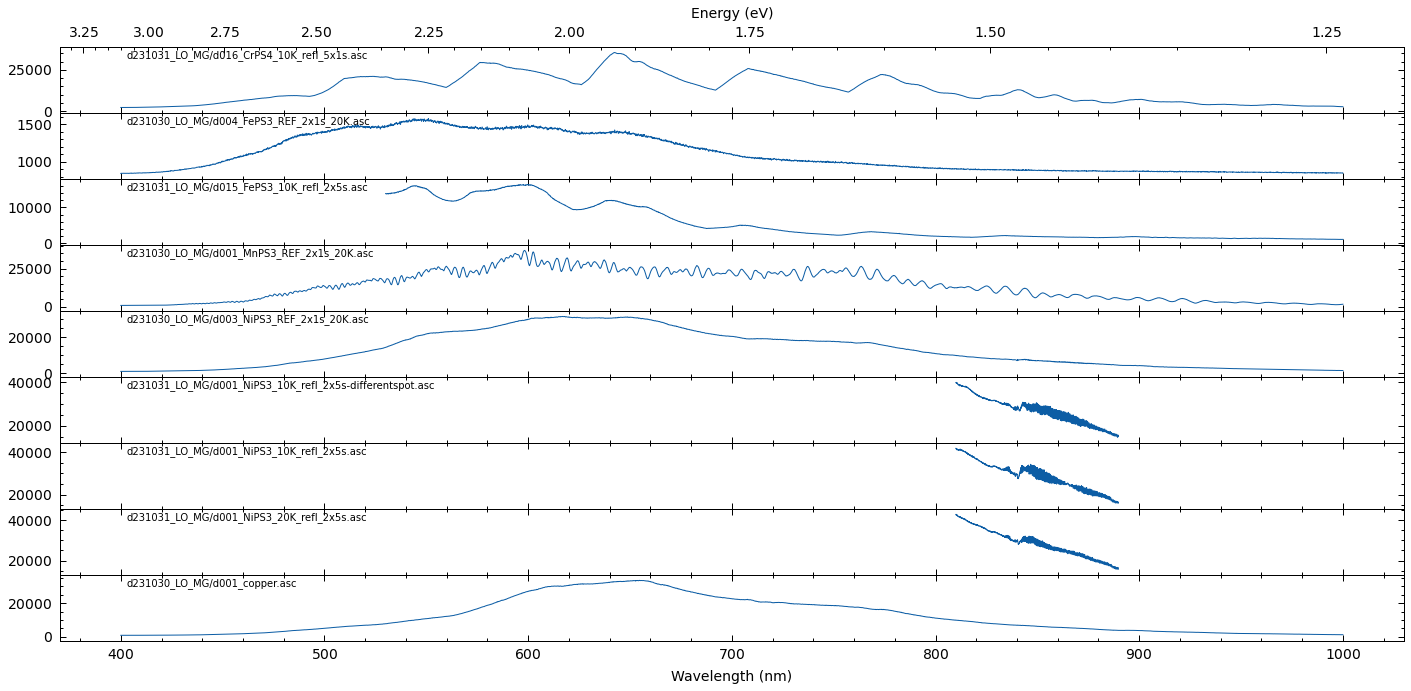 Energy (eV)
3.25 3.00 2.75 2.50 2.25 2.00 1.75 1.50 1.25
d231031_LO_MG/d016_CrPS4_10K_refl_5x1s.asc
25000
0
d231030_LO_MG/d004_FePS3_REF_2x1s_20K.asc
1500
1000
d231031_LO_MG/d015_FePS3_10K_refl_2x5s.asc
10000
0
d231030_LO_MG/d001_MnPS3_REF_2x1s_20K.asc
25000
0
d231030_LO_MG/d003_NiPS3_REF_2x1s_20K.asc
20000
0
d231031_LO_MG/d001_NiPS3_10K_refl_2x5s-differentspot.asc
40000
20000
d231031_LO_MG/d001_NiPS3_10K_refl_2x5s.asc
40000
20000
d231031_LO_MG/d001_NiPS3_20K_refl_2x5s.asc
40000
20000
d231030_LO_MG/d001_copper.asc
20000
0
400 500 600 700 800 900 1000
Wavelength (nm)